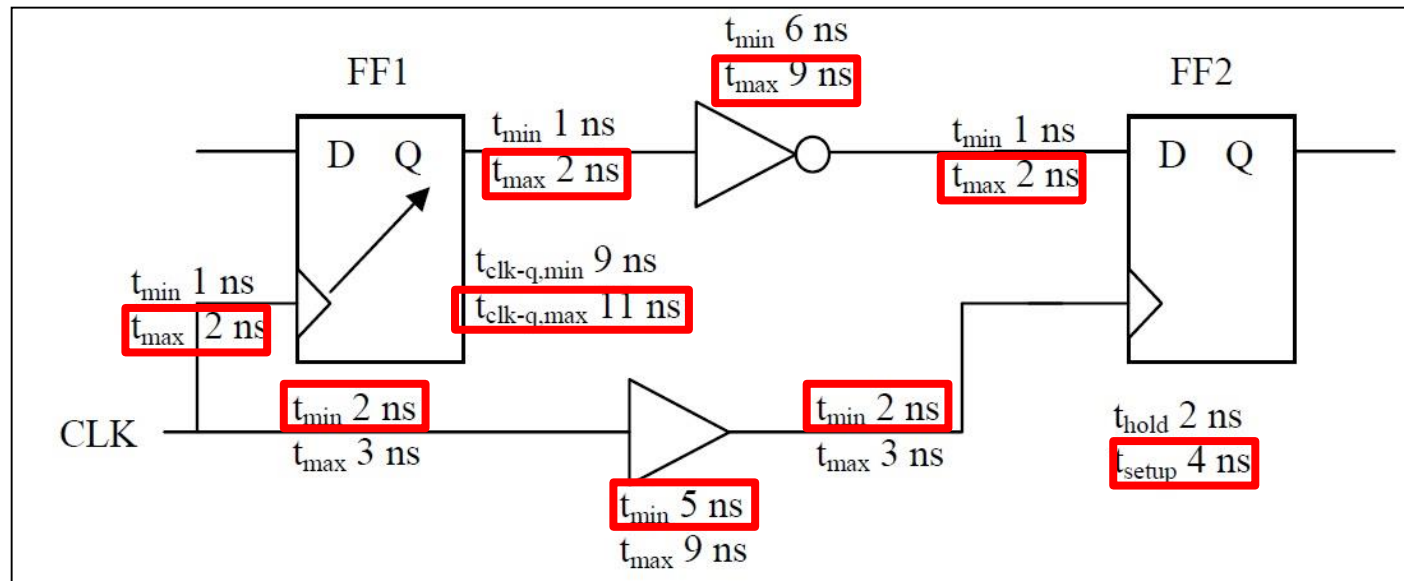 t_min 6 ns
t_max 9 ns
FF1
FF2
t_min 1 ns
t_max 2 ns
t_min 1 ns
t_max 2 ns
D Q
D Q
t_clk-q,min 9 ns
t_clk-q,max 11 ns
t_min 1 ns
t_max 2 ns
CLK
t_min 2 ns
t_max 3 ns
t_min 2 ns
t_max 3 ns
t_hold 2 ns
t_setup 4 ns
t_min 5 ns
t_max 9 ns